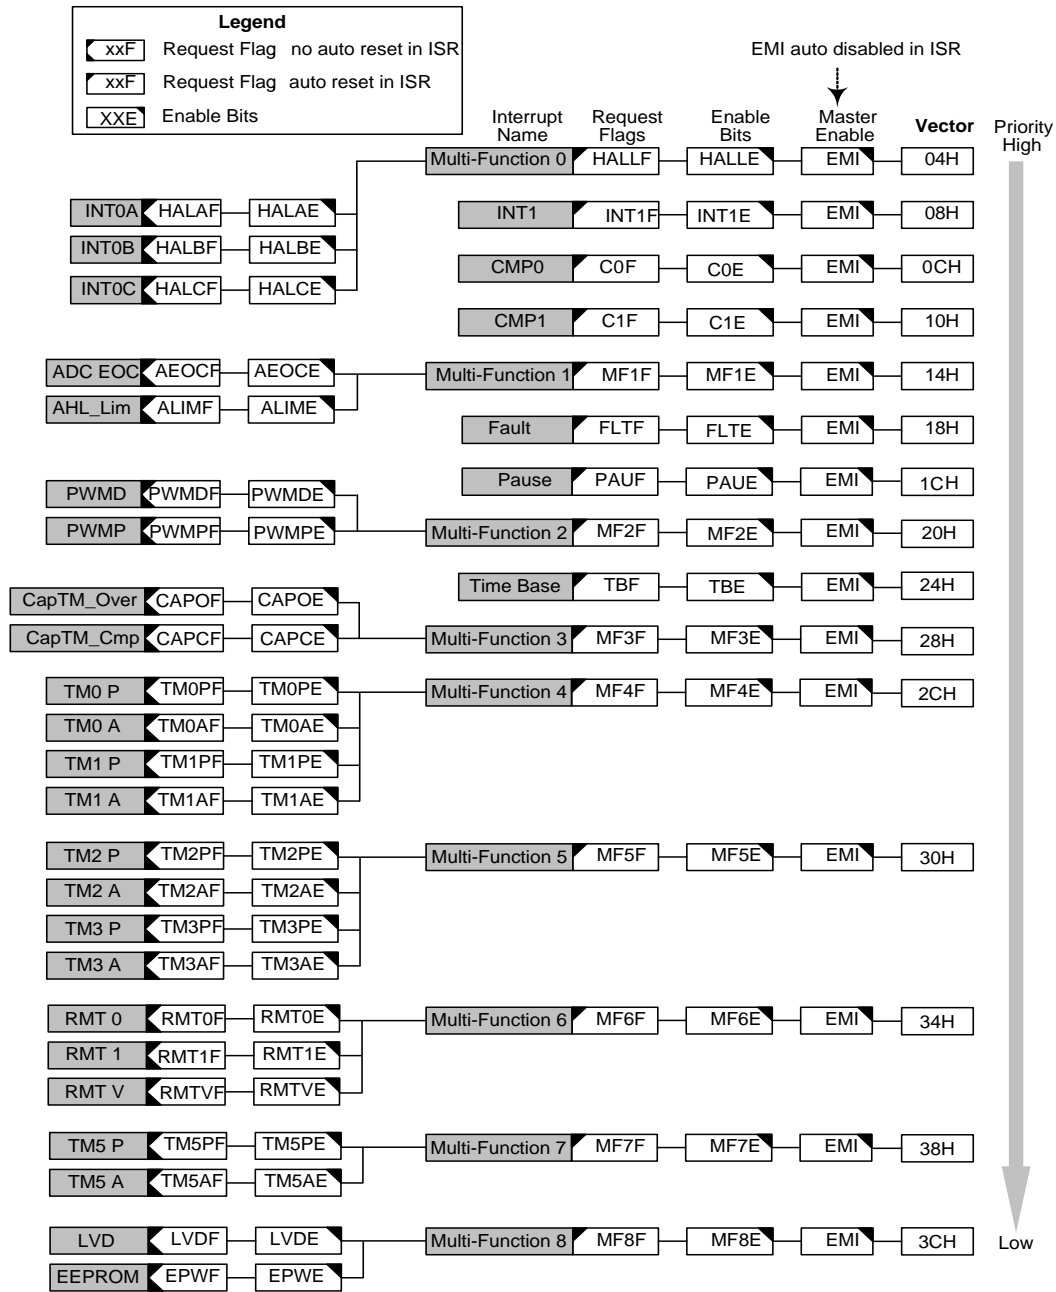 Legend
xxF Request Flag no auto reset in ISR
xxF Request Flag auto reset in ISR
XXE Enable Bits
EMI auto disabled in ISR
Interrupt Name Request Flags Enable Bits Master Enable Vector Priority High
Multi-Function 0 HALLF HALLE EMI 04H
INT0A HALAF HALAE INT1 INT1F INT1E EMI 08H
INT0B HALBF HALBE CMP0 C0F C0E EMI 0CH
INT0C HALCF HALCE CMP1 C1F C1E EMI 10H
ADC EOC AEOCF AEOCE Multi-Function 1 MF1F MF1E EMI 14H
AHL_Lim ALIMF ALIME Fault FLTF FLTE EMI 18H
Pause PAUF PAUE EMI 1CH
PWMD PWMDF PWMDE
PWMP PWMPF PWMPE Multi-Function 2 MF2F MF2E EMI 20H
Time Base TBF TBE EMI 24H
CapTM_Over CAPOF CAPOE
CapTM_Cmp CAPCF CAPCE Multi-Function 3 MF3F MF3E EMI 28H
TM0 P TM0PF TM0PE Multi-Function 4 MF4F MF4E EMI 2CH
TM0 A TM0AF TM0AE
TM1 P TM1PF TM1PE
TM1 A TM1AF TM1AE
TM2 P TM2PF TM2PE Multi-Function 5 MF5F MF5E EMI 30H
TM2 A TM2AF TM2AE
TM3 P TM3PF TM3PE
TM3 A TM3AF TM3AE
RMT 0 RMT0F RMT0E Multi-Function 6 MF6F MF6E EMI 34H
RMT 1 RMT1F RMT1E
RMT V RMTVF RMTVE
TM5 P TM5PF TM5PE Multi-Function 7 MF7F MF7E EMI 38H
TM5 A TM5AF TM5AE
LVD LVDF LVDE Multi-Function 8 MF8F MF8E EMI 3CH Low
EEPROM EPWF EPWE